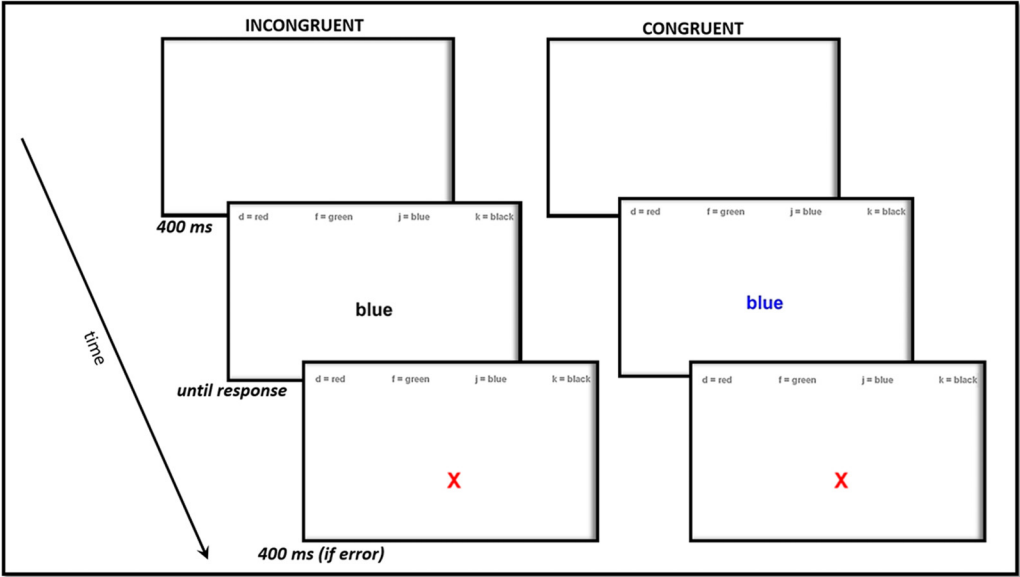 INCONGRUENT
CONGRUENT
400 ms
d = red f = green j = blue k = black
d = red f = green j = blue k = black
blue
blue
time
until response
d = red f = green j = blue k = black
d = red f = green j = blue k = black
X
X
400 ms (if error)